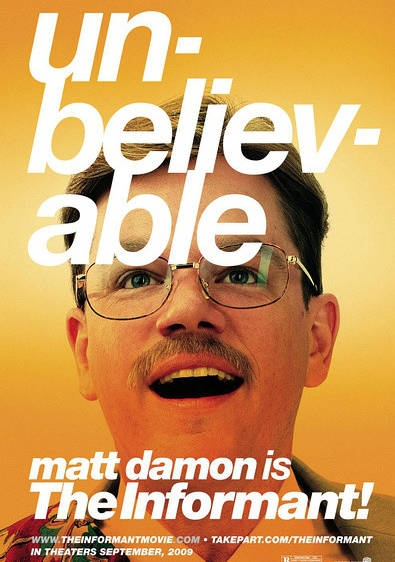 un-
believ-
able
matt damon is
The Informant!
WWW.THEINFORMANTMOVIE.COM • TAKEPART.COM/THEINFORMANT
IN THEATERS SEPTEMBER, 2009
R